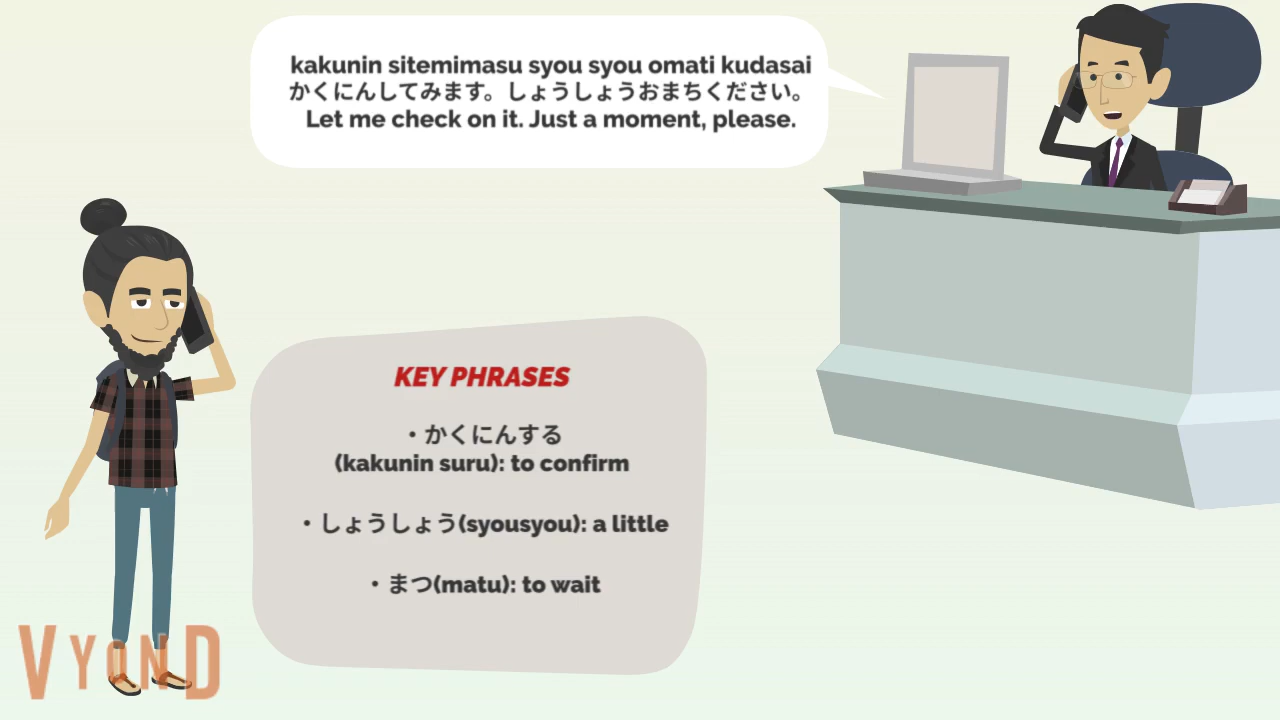 kakunin sitemimasu syou syou omati kudasai
かくにんしてみます。しょうしょうおまちください。
Let me check on it. Just a moment, please.
KEY PHRASES
・かくにんする
(kakunin suru): to confirm
・しょうしょう(syousyou): a little
・まつ(matu): to wait
VYOND